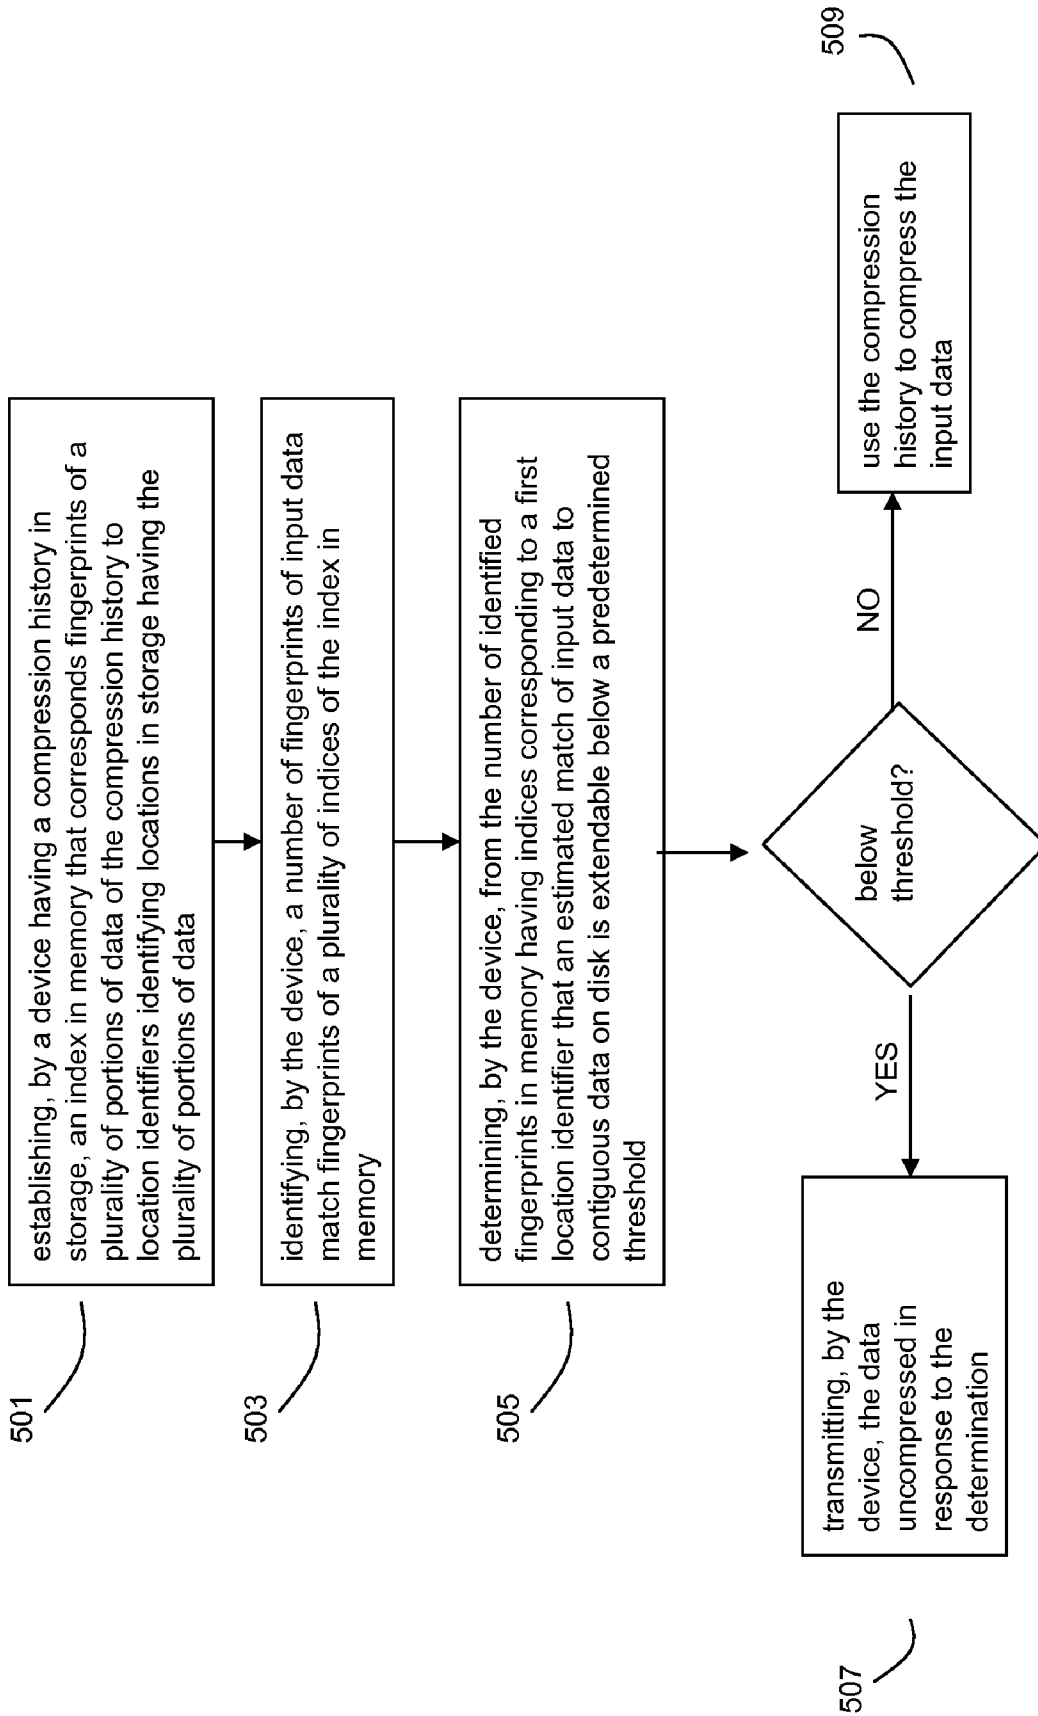 501
establishing, by a device having a compression history in
storage, an index in memory that corresponds fingerprints of a
plurality of portions of data of the compression history to
location identifiers identifying locations in storage having the
plurality of portions of data
503
identifying, by the device, a number of fingerprints of input data
match fingerprints of a plurality of indices of the index in
memory
505
determining, by the device, from the number of identified
fingerprints in memory having indices corresponding to a first
location identifier that an estimated match of input data to
contiguous data on disk is extendable below a predetermined
threshold
below
threshold?
YES
NO
507
transmitting, by the
device, the data
uncompressed in
response to the
determination
509
use the compression
history to compress the
input data